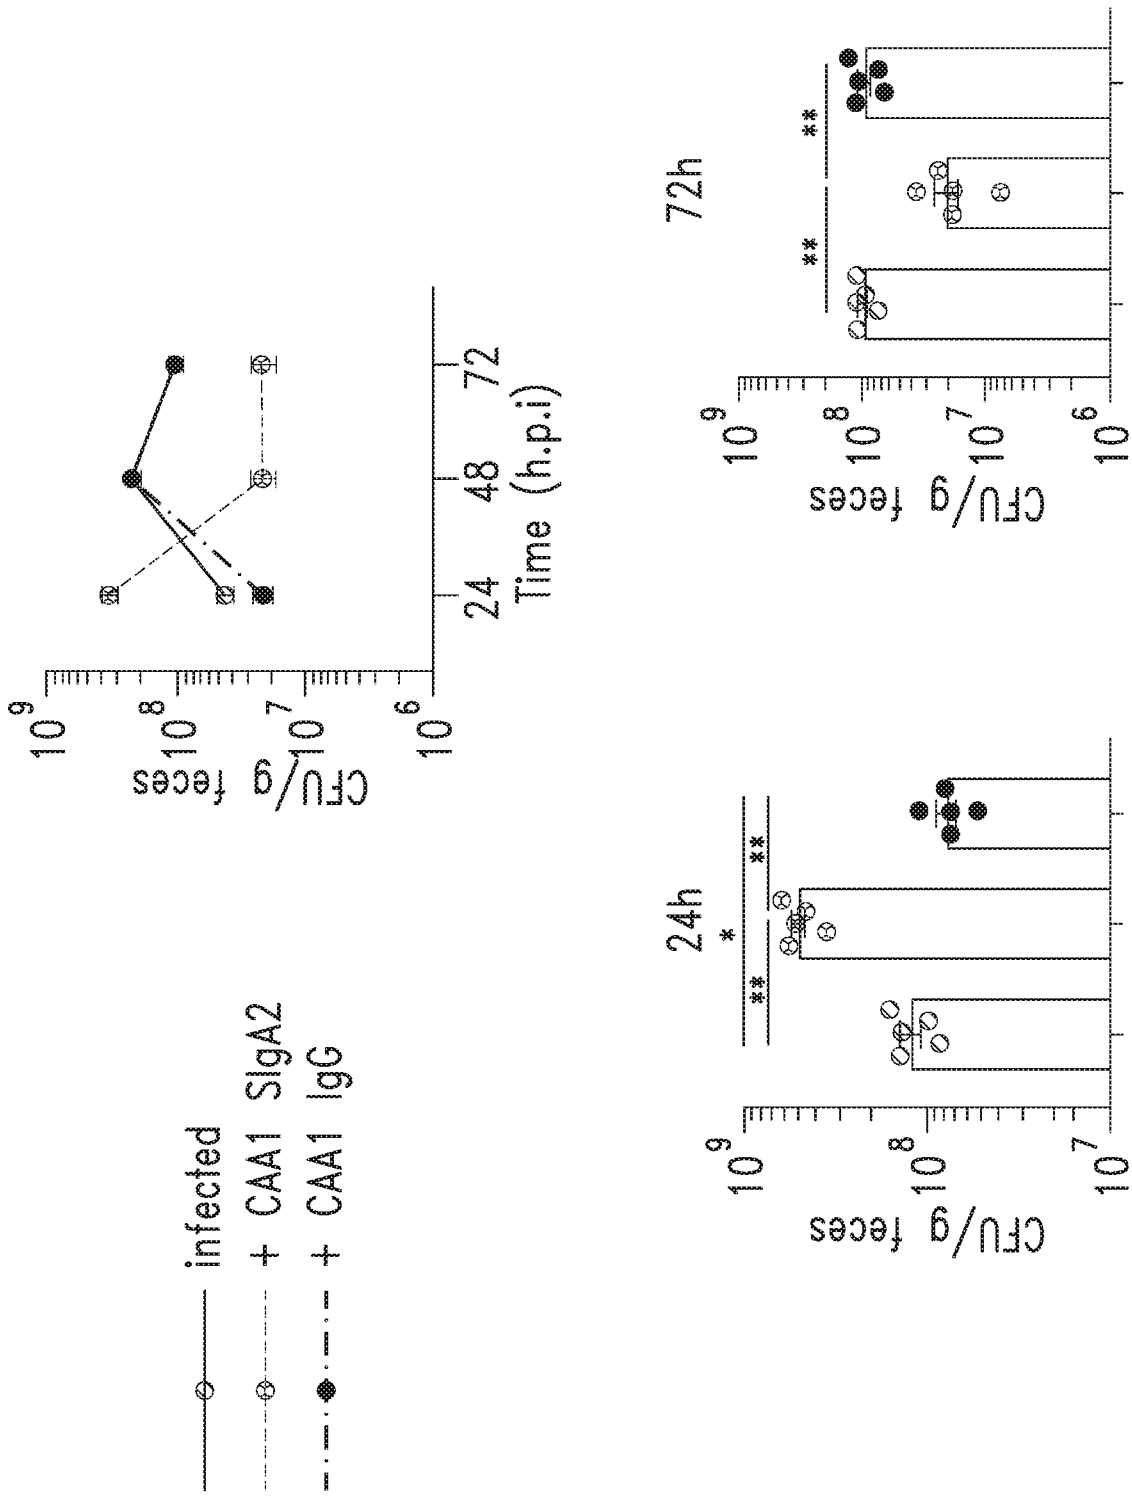 infected
+ CAA1 SIgA2
+ CAA1 IgG
CFU/g feces
10^9
10^8
10^7
10^6
24 48 72
Time (h.p.i)
24h
CFU/g feces
10^9
10^8
10^7
*
** **
72h
CFU/g feces
10^9
10^8
10^7
10^6
** **